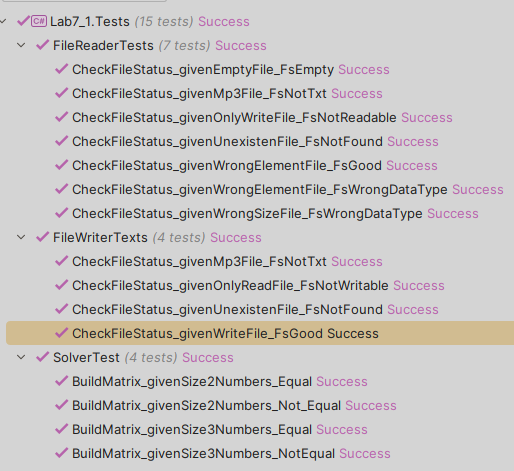 C# Lab7_1.Tests (15 tests) Success
FileReaderTests (7 tests) Success
CheckFileStatus_givenEmptyFile_FsEmpty Success
CheckFileStatus_givenMp3File_FsNotTxt Success
CheckFileStatus_givenOnlyWriteFile_FsNotReadable Success
CheckFileStatus_givenUnexistenFile_FsNotFound Success
CheckFileStatus_givenWrongElementFile_FsGood Success
CheckFileStatus_givenWrongElementFile_FsWrongDataType Success
CheckFileStatus_givenWrongSizeFile_FsWrongDataType Success
FileWriterTexts (4 tests) Success
CheckFileStatus_givenMp3File_FsNotTxt Success
CheckFileStatus_givenOnlyReadFile_FsNotWritable Success
CheckFileStatus_givenUnexistenFile_FsNotFound Success
CheckFileStatus_givenWriteFile_FsGood Success
SolverTest (4 tests) Success
BuildMatrix_givenSize2Numbers_Equal Success
BuildMatrix_givenSize2Numbers_Not_Equal Success
BuildMatrix_givenSize3Numbers_Equal Success
BuildMatrix_givenSize3Numbers_NotEqual Success